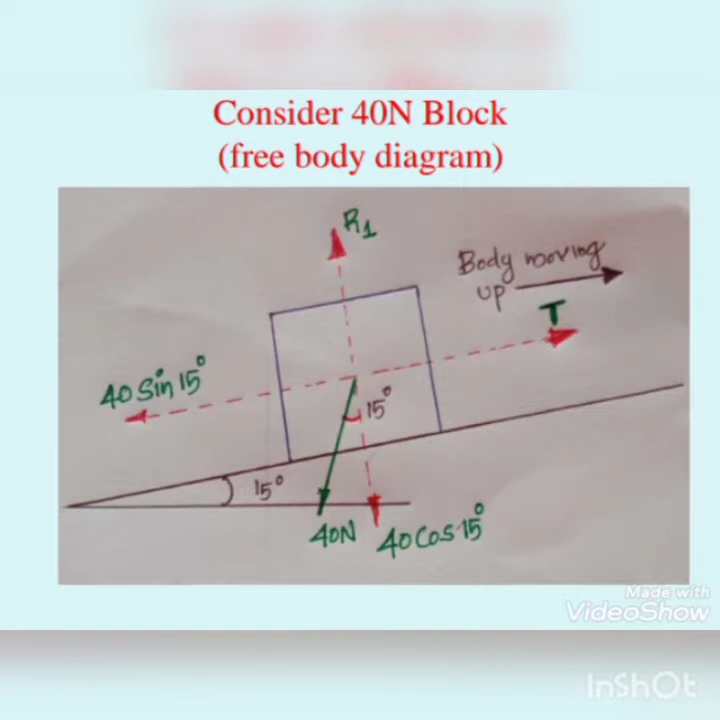 Consider 40N Block
(free body diagram)
R1
Body moving
up
T
40 Sin 15°
15°
15°
40N
40 Cos 15°
Made with
VideoShow
InShOt